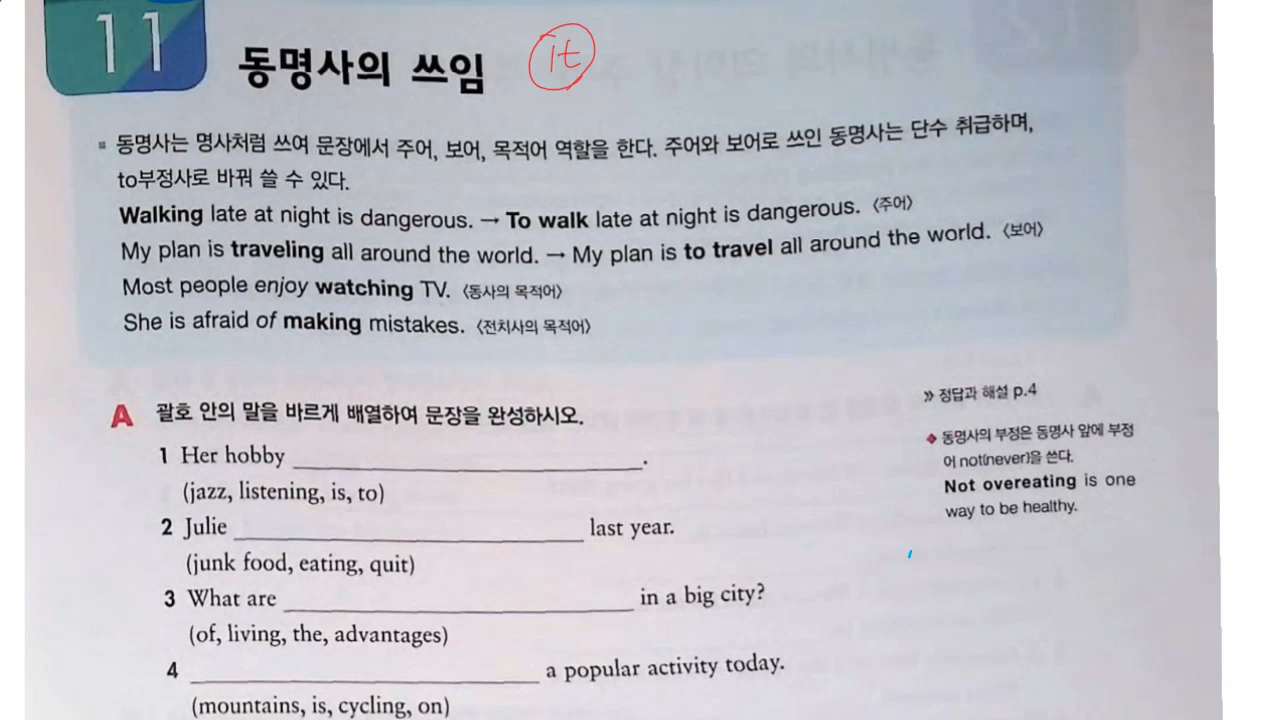 11
동명사의 쓰임 it
동명사는 명사처럼 쓰여 문장에서 주어, 보어, 목적어 역할을 한다. 주어와 보어로 쓰인 동명사는 단수 취급하며,
to부정사로 바꿔 쓸 수 있다.
Walking late at night is dangerous. → To walk late at night is dangerous. 〈주어〉
My plan is traveling all around the world. → My plan is to travel all around the world. 〈보어〉
Most people enjoy watching TV. 〈동사의 목적어〉
She is afraid of making mistakes. 〈전치사의 목적어〉
A 괄호 안의 말을 바르게 배열하여 문장을 완성하시오.
1 Her hobby ______.
(jazz, listening, is, to)
2 Julie ______ last year.
(junk food, eating, quit)
3 What are ______ in a big city?
(of, living, the, advantages)
4 ______ a popular activity today.
(mountains, is, cycling, on)
» 정답과 해설 p.4
◆ 동명사의 부정은 동명사 앞에 부정
어 not(never)을 쓴다.
Not overeating is one
way to be healthy.